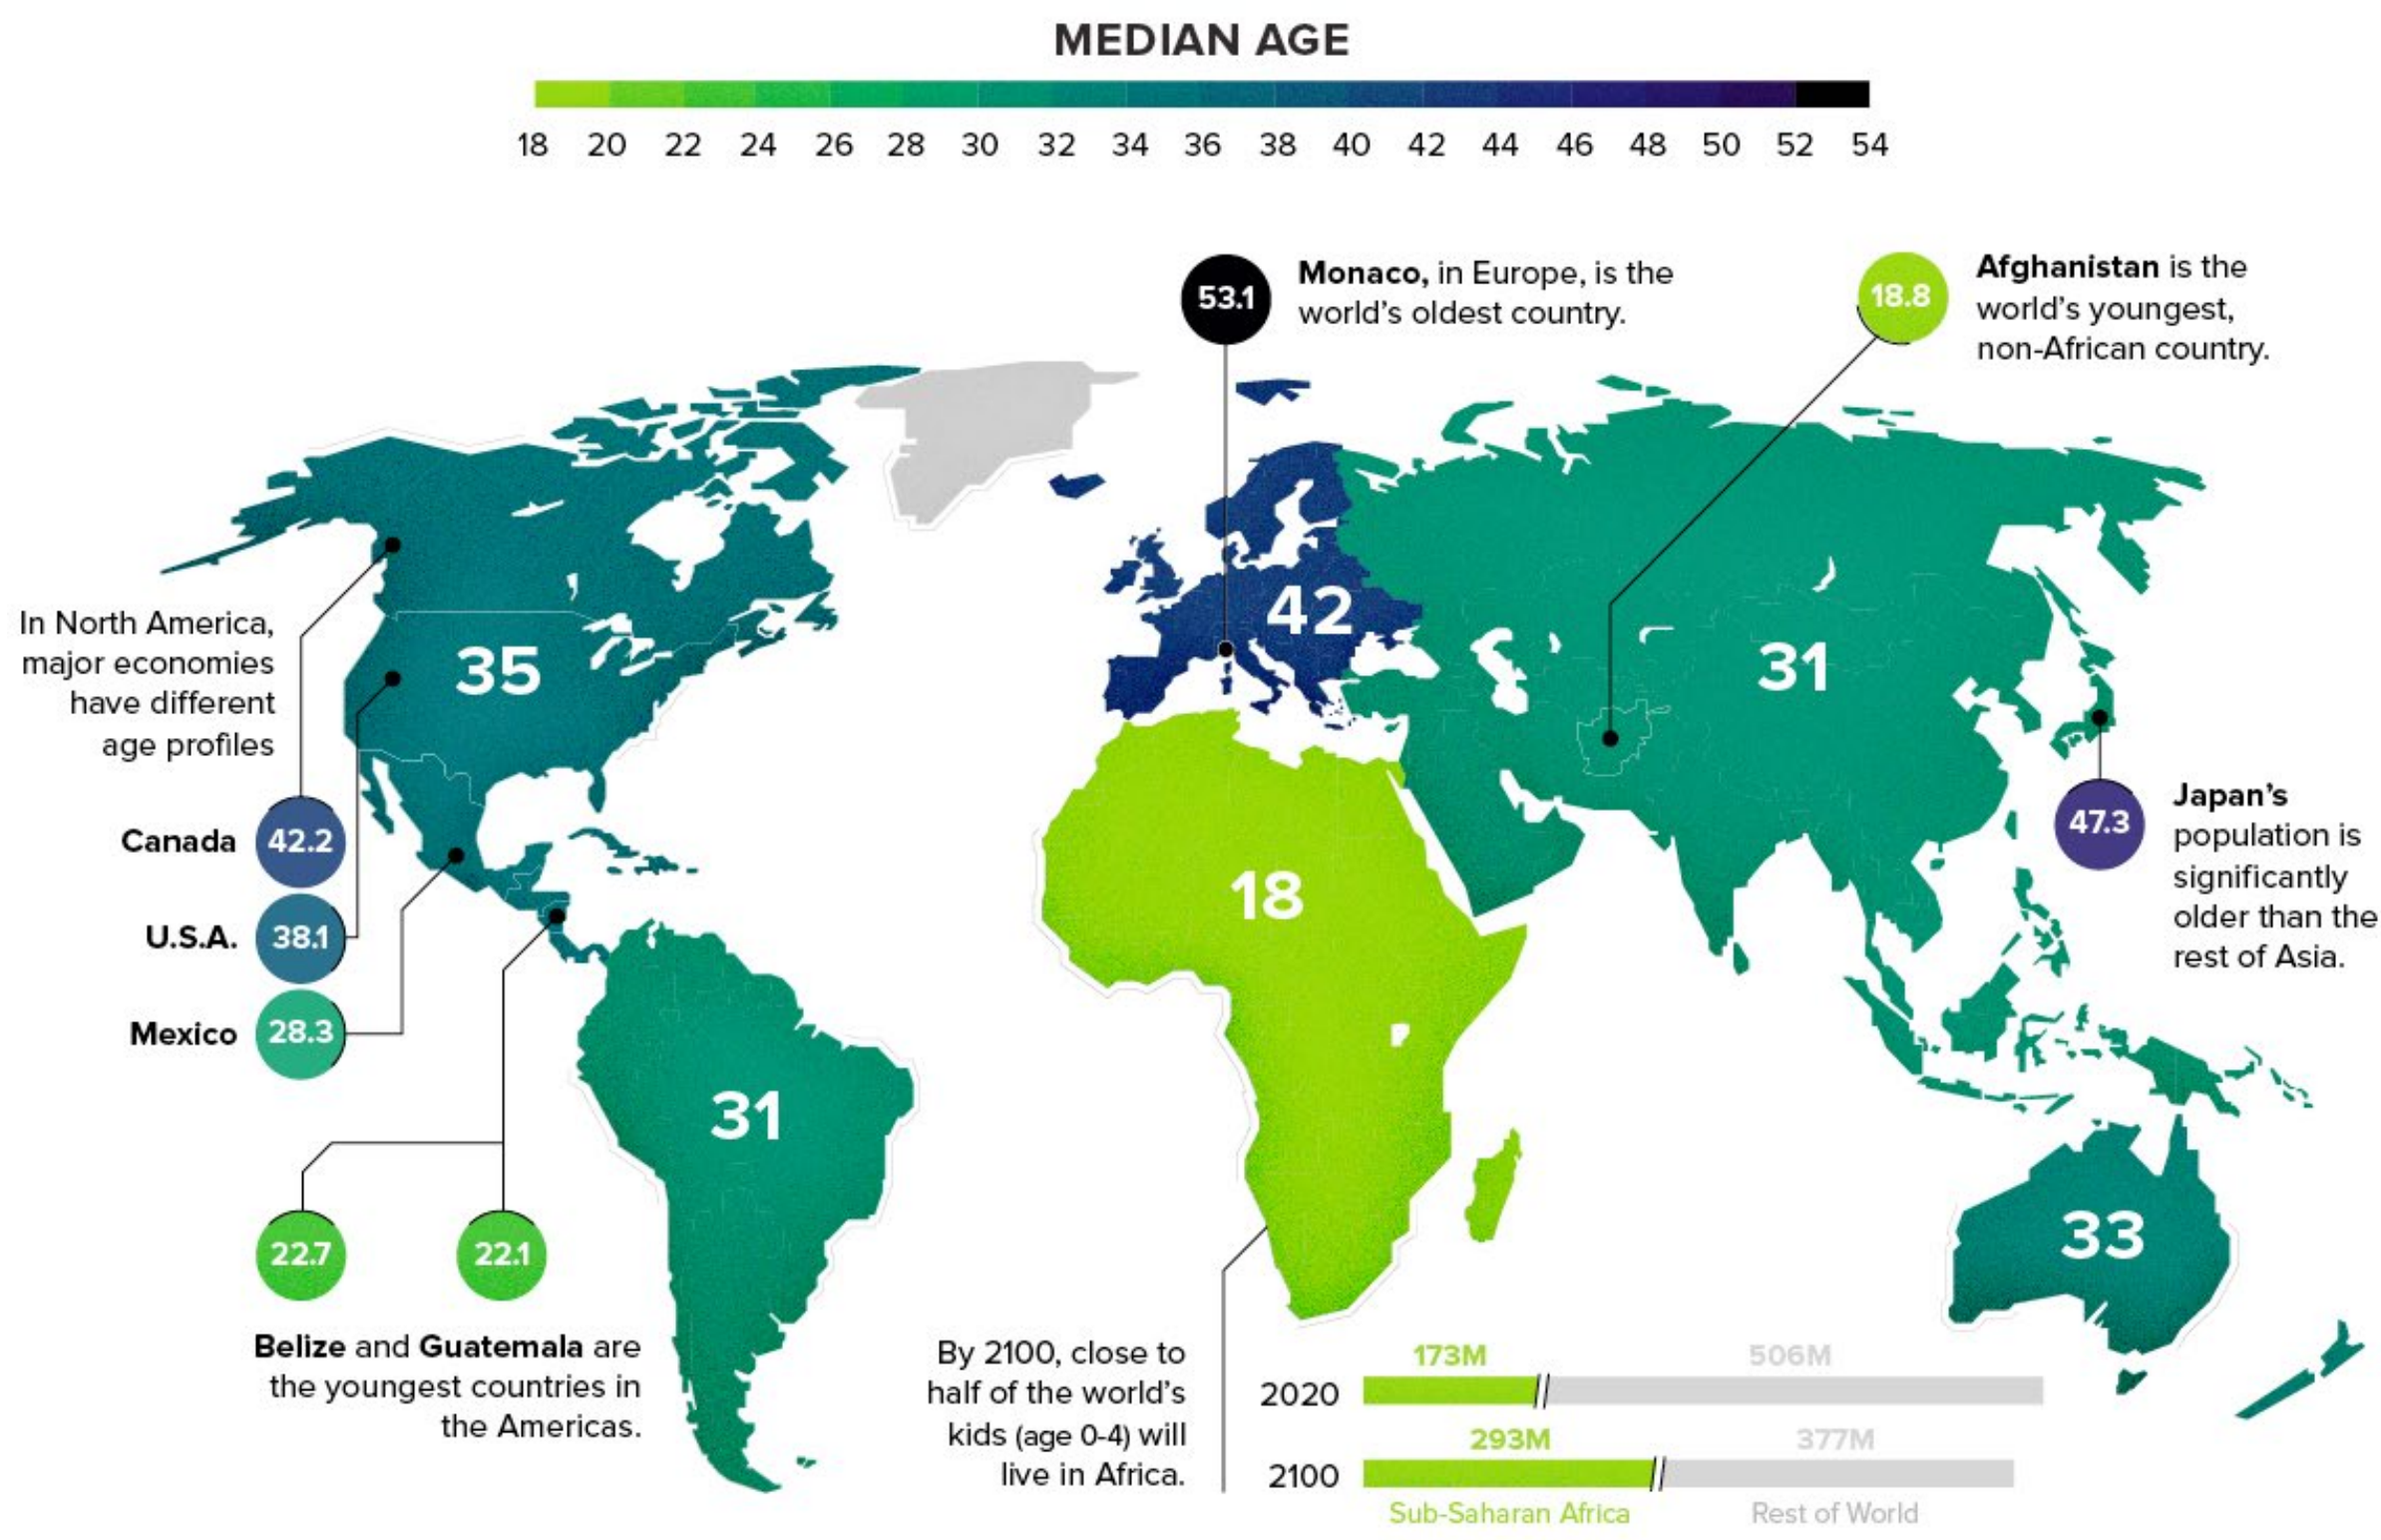 MEDIAN AGE
18 20 22 24 26 28 30 32 34 36 38 40 42 44 46 48 50 52 54
53.1
Monaco, in Europe, is the
world's oldest country.
18.8
Afghanistan is the
world's youngest,
non-African country.
In North America,
major economies
have different
age profiles
35
42
31
Canada 42.2
U.S.A. 38.1
Mexico 28.3
47.3
Japan's
population is
significantly
older than the
rest of Asia.
18
31
33
22.7 22.1
Belize and Guatemala are
the youngest countries in
the Americas.
By 2100, close to
half of the world's
kids (age 0-4) will
live in Africa.
173M 506M
2020
293M 377M
2100
Sub-Saharan Africa Rest of World